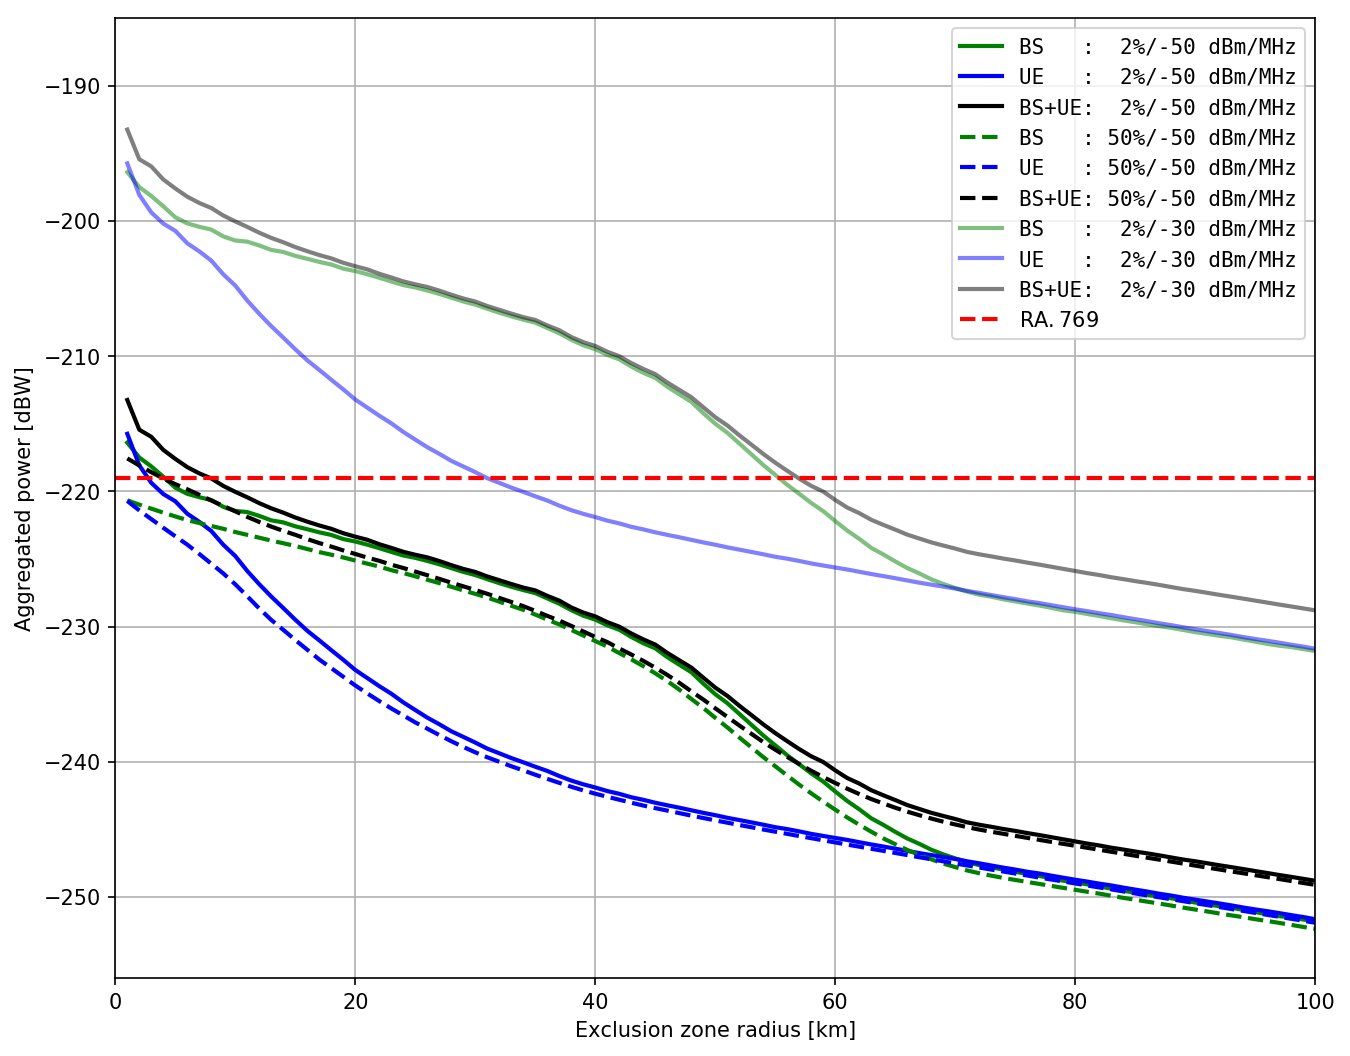 BS   :  2%/-50 dBm/MHz
UE   :  2%/-50 dBm/MHz
BS+UE:  2%/-50 dBm/MHz
BS   : 50%/-50 dBm/MHz
UE   : 50%/-50 dBm/MHz
BS+UE: 50%/-50 dBm/MHz
BS   :  2%/-30 dBm/MHz
UE   :  2%/-30 dBm/MHz
BS+UE:  2%/-30 dBm/MHz
RA.769
Aggregated power [dBW]
−190
−200
−210
−220
−230
−240
−250
0 20 40 60 80 100
Exclusion zone radius [km]